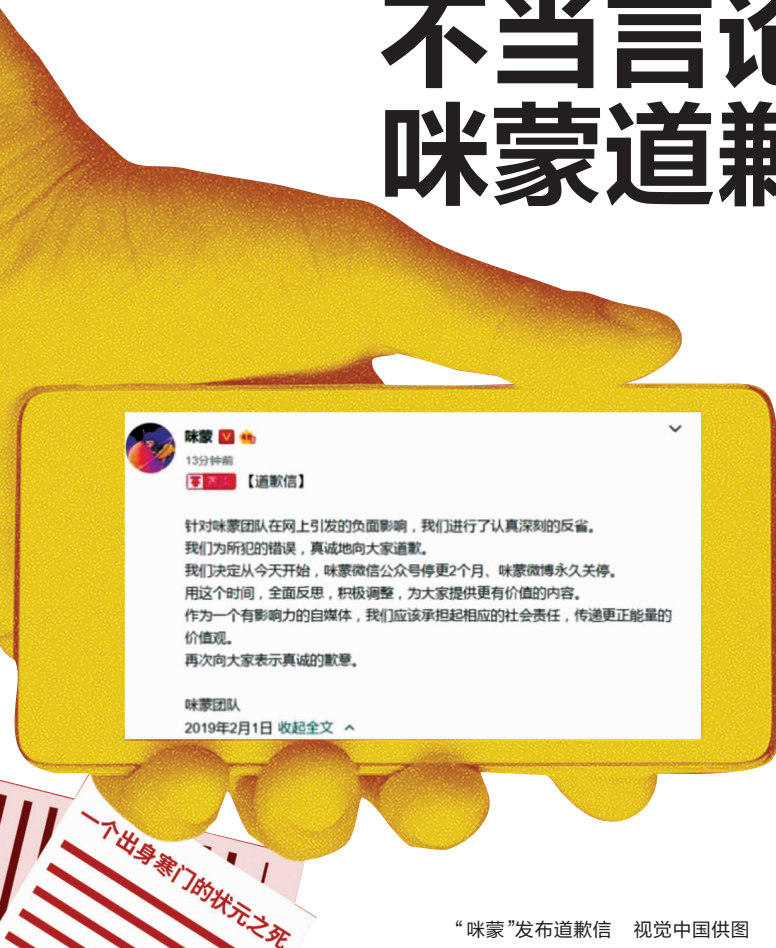 不当言论
咪蒙道歉
咪蒙
13分钟前
【道歉信】
针对咪蒙团队在网上引发的负面影响，我们进行了认真深刻的反省。
我们为所犯的错误，真诚地向大家道歉。
我们决定从今天开始，咪蒙微信公众号停更2个月、咪蒙微博永久关停。
用这个时间，全面反思，积极调整，为大家提供更有价值的内容。
作为一个有影响力的自媒体，我们应该承担起相应的社会责任，传递更正能量的
价值观。
再次向大家表示真诚的歉意。
咪蒙团队
2019年2月1日 收起全文
一个出身寒门的状元之死
“咪蒙”发布道歉信 视觉中国供图